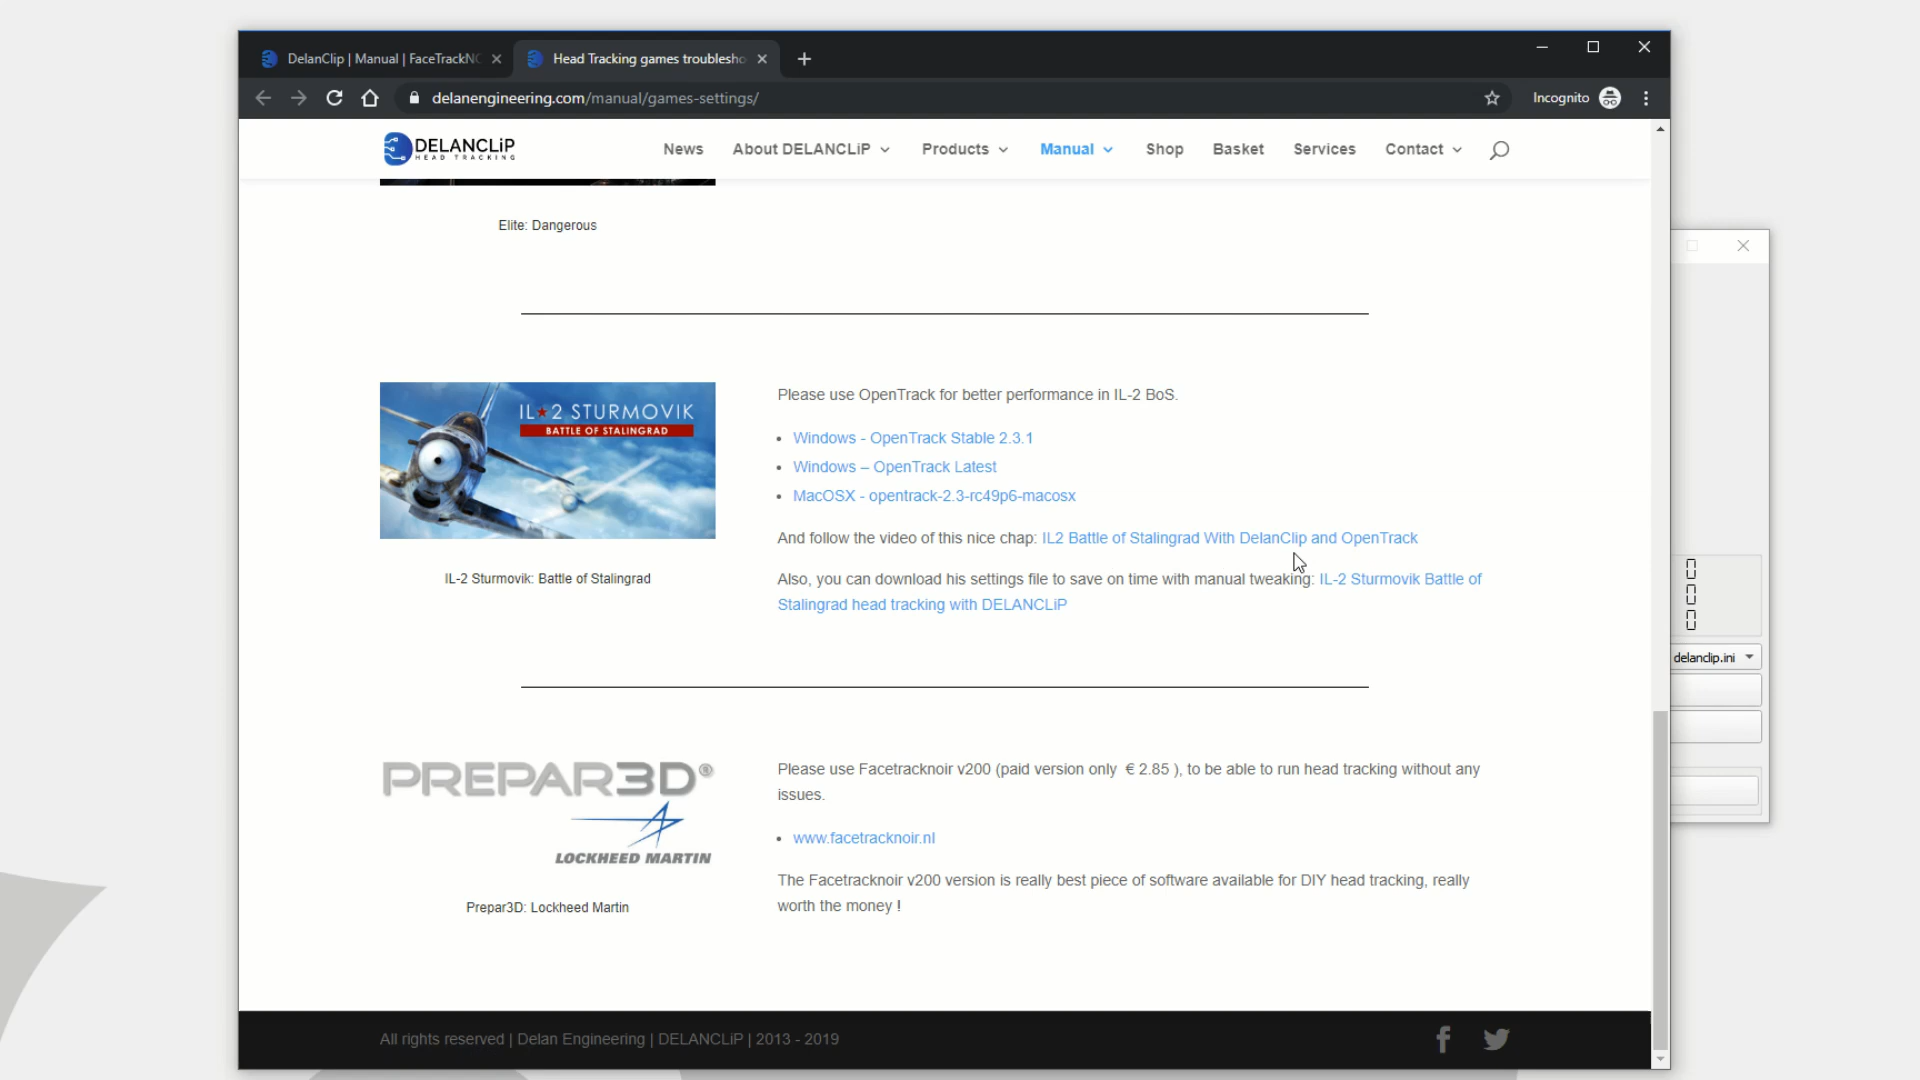 DelanClip | Manual | FaceTrackNO
Head Tracking games troublesho
delanengineering.com/manual/games-settings/
Incognito
DELANCLiP
HEAD TRACKING
News
About DELANCLiP
Products
Manual
Shop
Basket
Services
Contact
Elite: Dangerous
IL★2 STURMOVIK
BATTLE OF STALINGRAD
IL-2 Sturmovik: Battle of Stalingrad
Please use OpenTrack for better performance in IL-2 BoS.
• Windows - OpenTrack Stable 2.3.1
• Windows – OpenTrack Latest
• MacOSX - opentrack-2.3-rc49p6-macosx
And follow the video of this nice chap: IL2 Battle of Stalingrad With DelanClip and OpenTrack
Also, you can download his settings file to save on time with manual tweaking: IL-2 Sturmovik Battle of
Stalingrad head tracking with DELANCLiP
0
0
0
delanclip.ini
PREPAR3D®
LOCKHEED MARTIN
Prepar3D: Lockheed Martin
Please use Facetracknoir v200 (paid version only € 2.85 ), to be able to run head tracking without any
issues.
• www.facetracknoir.nl
The Facetracknoir v200 version is really best piece of software available for DIY head tracking, really
worth the money !
All rights reserved | Delan Engineering | DELANCLiP | 2013 - 2019